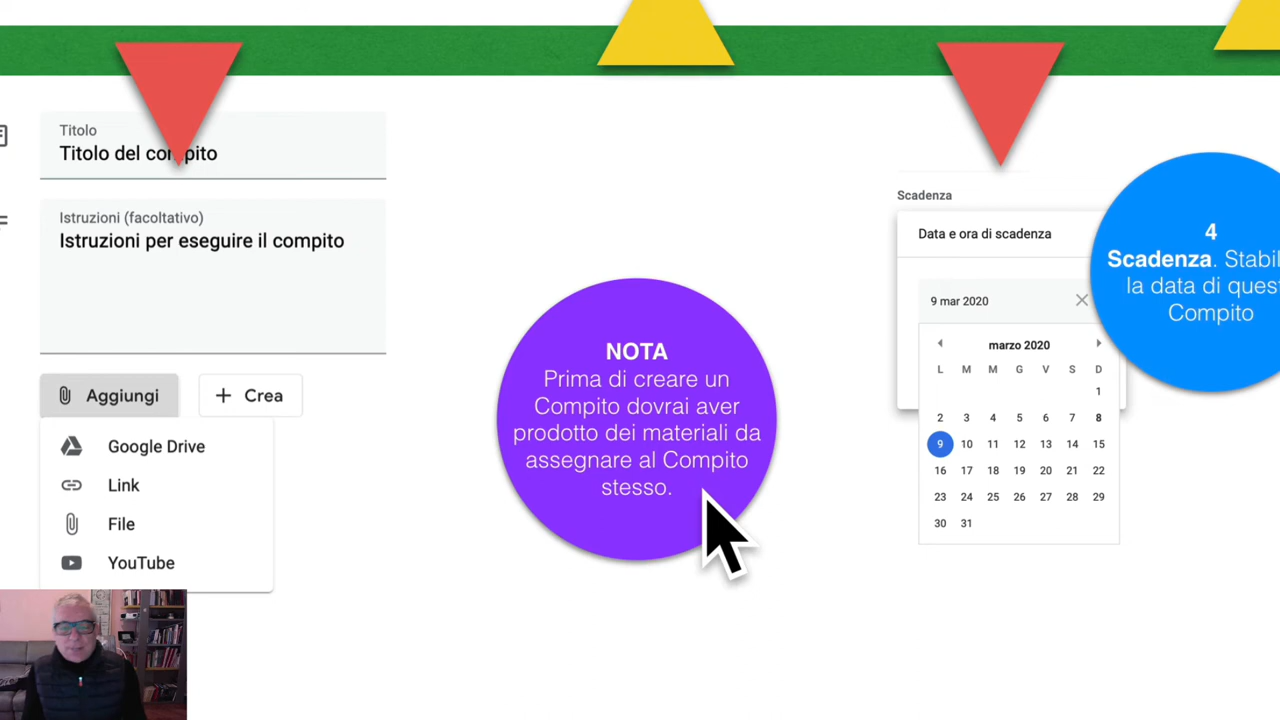 Titolo
Titolo del compito
Istruzioni (facoltativo)
Istruzioni per eseguire il compito
Aggiungi
Crea
Google Drive
Link
File
YouTube
NOTA
Prima di creare un
Compito dovrai aver
prodotto dei materiali da
assegnare al Compito
stesso.
Scadenza
Data e ora di scadenza
9 mar 2020
marzo 2020
L M M G V S D
1
2 3 4 5 6 7 8
9 10 11 12 13 14 15
16 17 18 19 20 21 22
23 24 25 26 27 28 29
30 31
4
Scadenza. Stabil
la data di ques
Compito